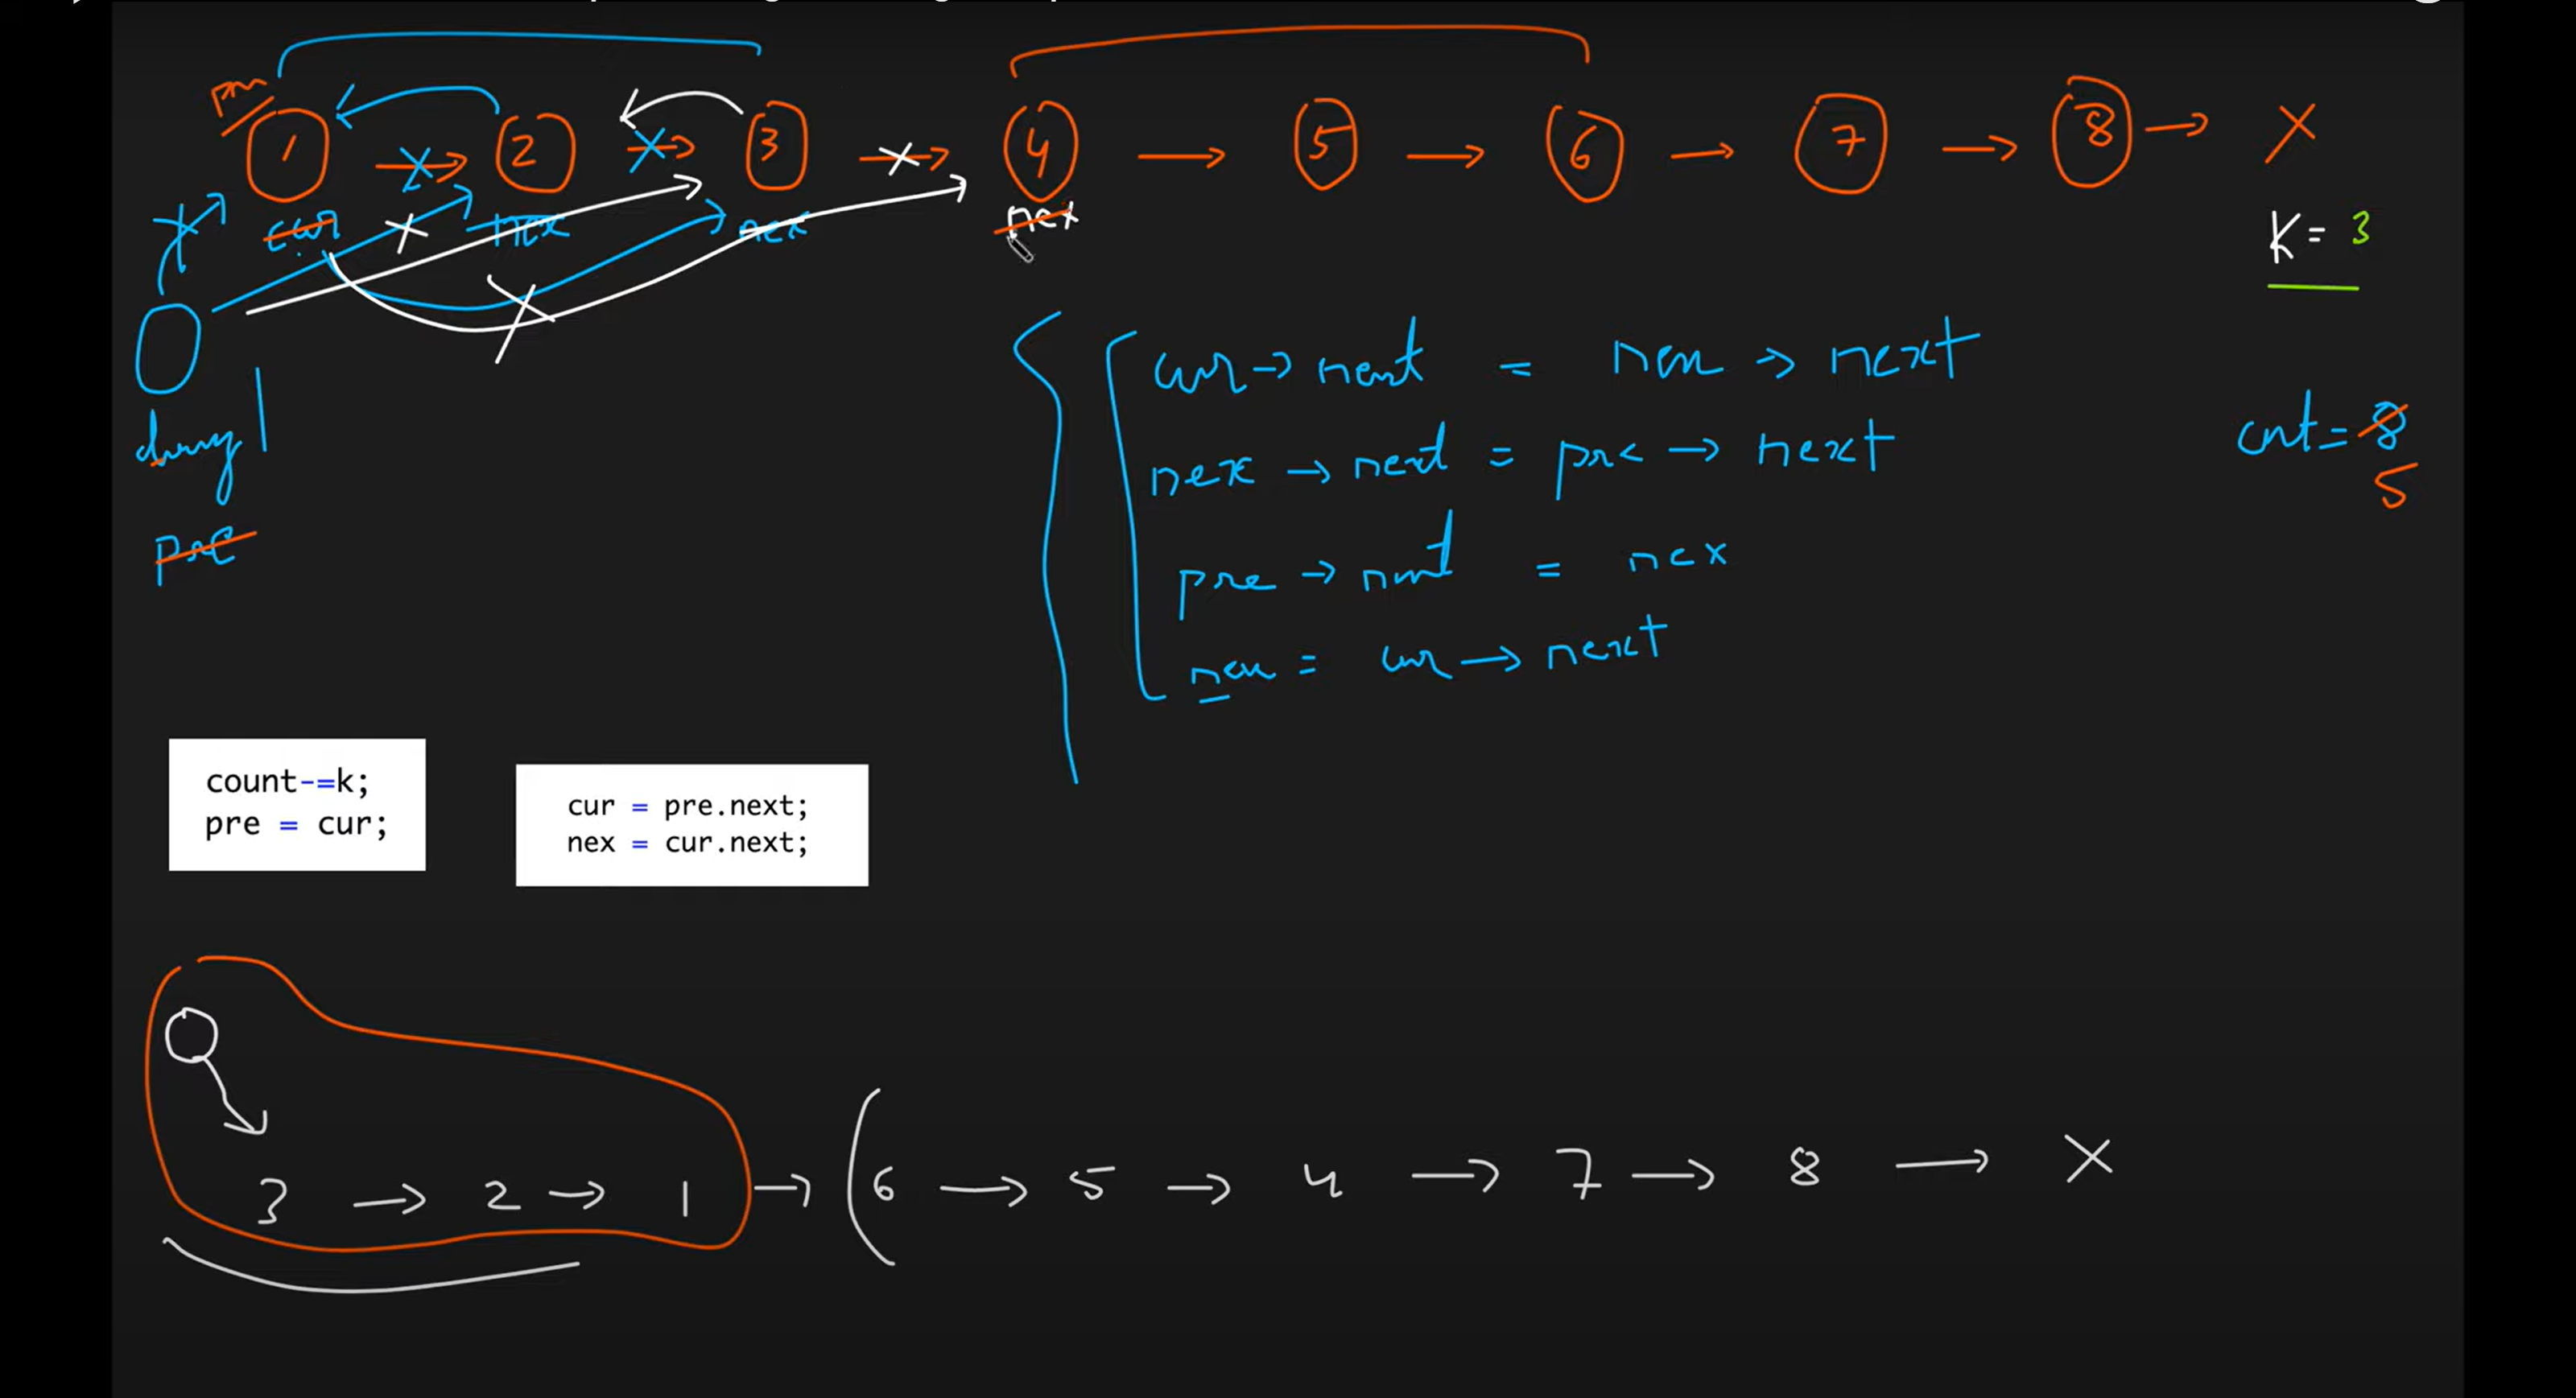 pre
1 2 3 4 → 5 → 6 → 7 → 8 → X
cur nex nex nex
K = 3
cur → next = nex → next
nex → next = pre → next
pre → next = nex
nex = cur → next
cnt = 8
5
dummy
pre
count-=k;
pre = cur;
cur = pre.next;
nex = cur.next;
3 → 2 → 1 → ( 6 → 5 → 4 → 7 → 8 → X